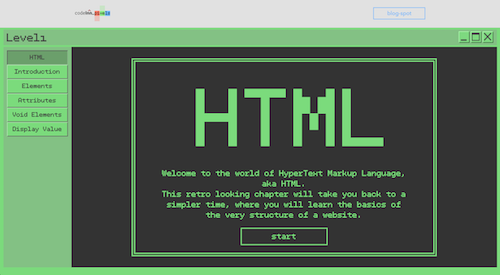 Level1
HTML
Introduction
Elements
Attributes
Void Elements
Display Value
HTML
Welcome to the world of HyperText Markup Language,
aka HTML.
This retro looking chapter will take you back to a
simpler time, where you will learn the basics of
the very structure of a website.
start